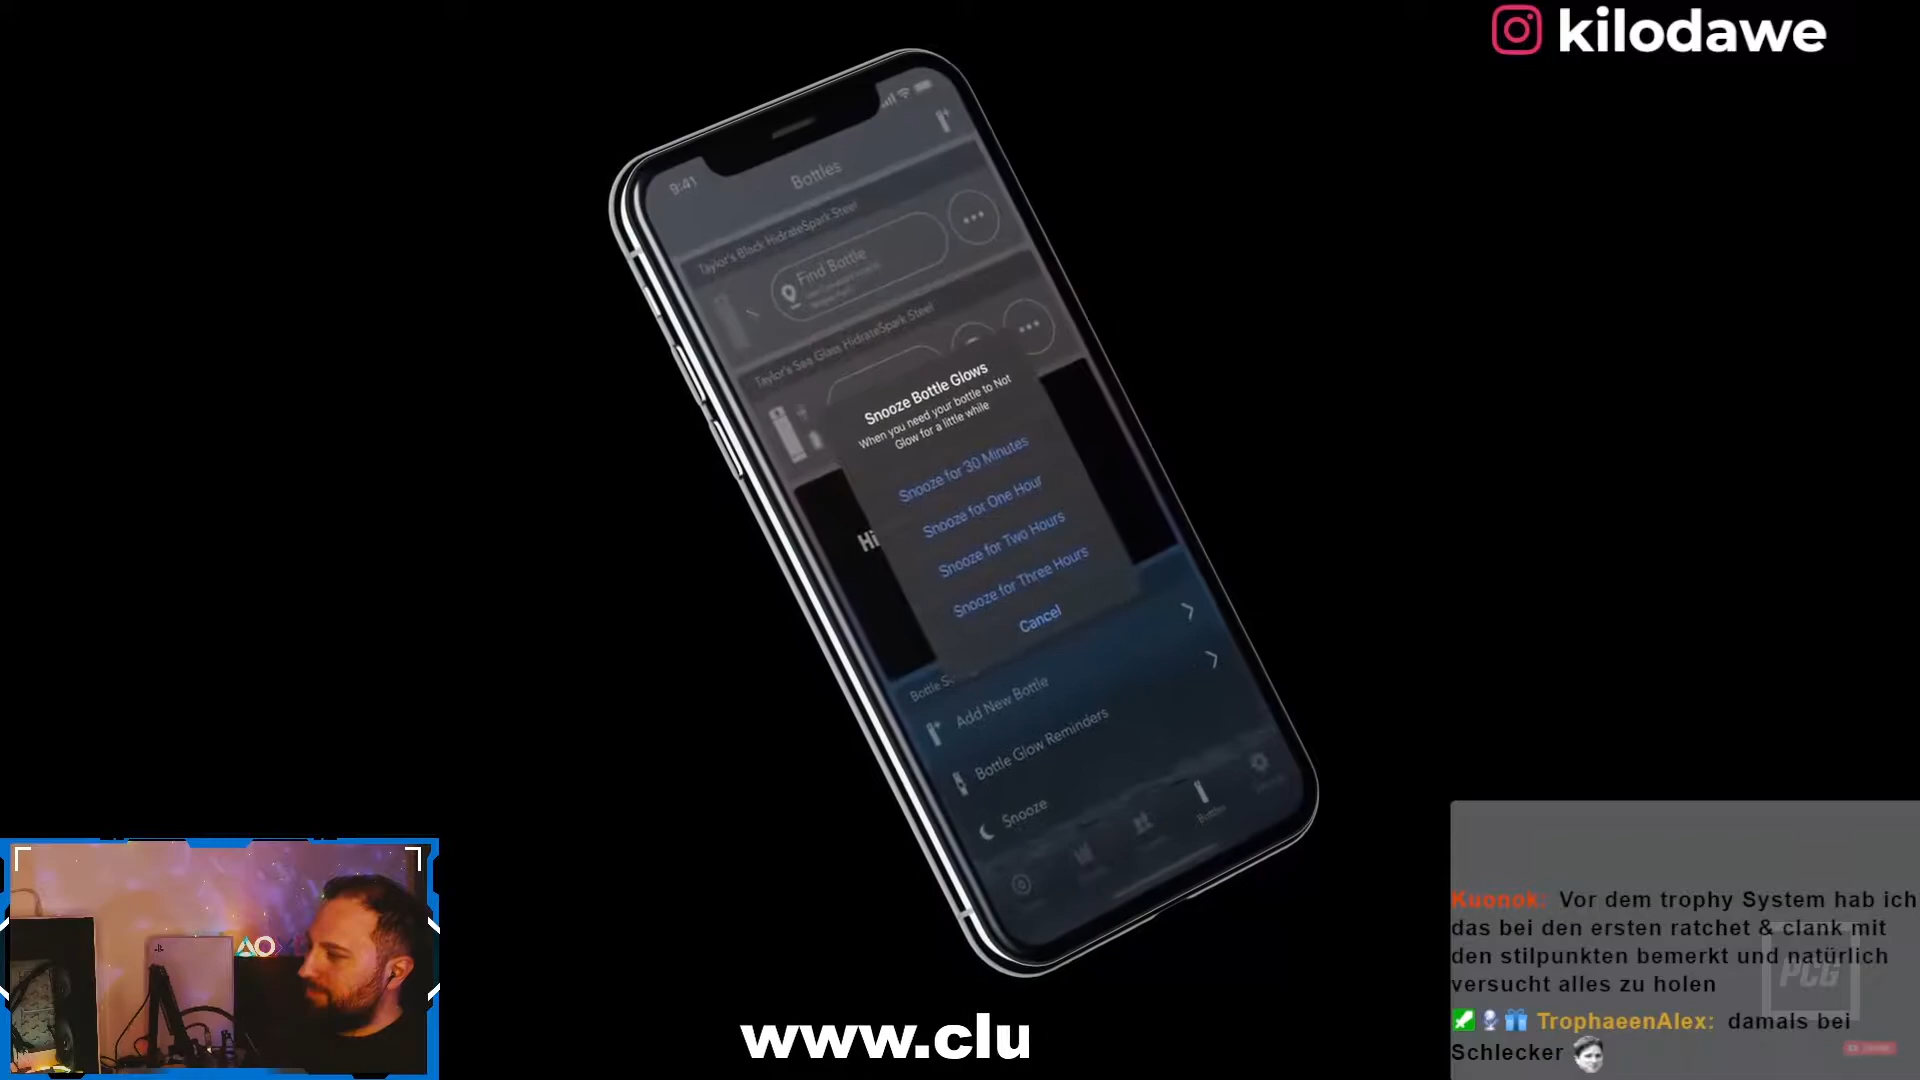 kilodawe
9:41
Bottles
Taylor's Black HidrateSpark Steel
Find Bottle
Taylor's Sea Glass HidrateSpark Steel
Snooze Bottle Glows
When you need your bottle to Not
Glow for a little while
Snooze for 30 Minutes
Snooze for One Hour
Hi
Snooze for Two Hours
Snooze for Three Hours
Cancel
Bottle
Add New Bottle
Bottle Glow Reminders
Snooze
Bottles
www.clu
Kuonok: Vor dem trophy System hab ich
das bei den ersten ratchet & clank mit
den stilpunkten bemerkt und natürlich
versucht alles zu holen
PCG
TrophaeenAlex: damals bei
Schlecker